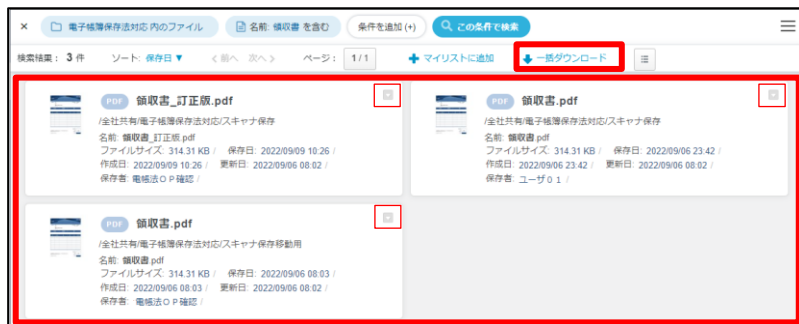 × 電子帳簿保存法対応 内のファイル 名前: 領収書 を含む 条件を追加 (+) この条件で検索
検索結果: 3 件 ソート: 保存日▼ < 前へ 次へ > ページ: 1 / 1 マイリストに追加 一括ダウンロード
PDF 領収書_訂正版.pdf
/全社共有/電子帳簿保存法対応/スキャナ保存
名前: 領収書_訂正版.pdf
ファイルサイズ: 314.31 KB / 保存日: 2022/09/09 10:26 /
作成日: 2022/09/09 10:26 / 更新日: 2022/09/06 08:02 /
保存者: 電帳法OP確認 /
PDF 領収書.pdf
/全社共有/電子帳簿保存法対応/スキャナ保存
名前: 領収書.pdf
ファイルサイズ: 314.31 KB / 保存日: 2022/09/06 23:42 /
作成日: 2022/09/06 23:42 / 更新日: 2022/09/06 08:02 /
保存者: ユーザ01 /
PDF 領収書.pdf
/全社共有/電子帳簿保存法対応/スキャナ保存移動用
名前: 領収書.pdf
ファイルサイズ: 314.31 KB / 保存日: 2022/09/06 08:03 /
作成日: 2022/09/06 08:03 / 更新日: 2022/09/06 08:02 /
保存者: 電帳法OP確認 /